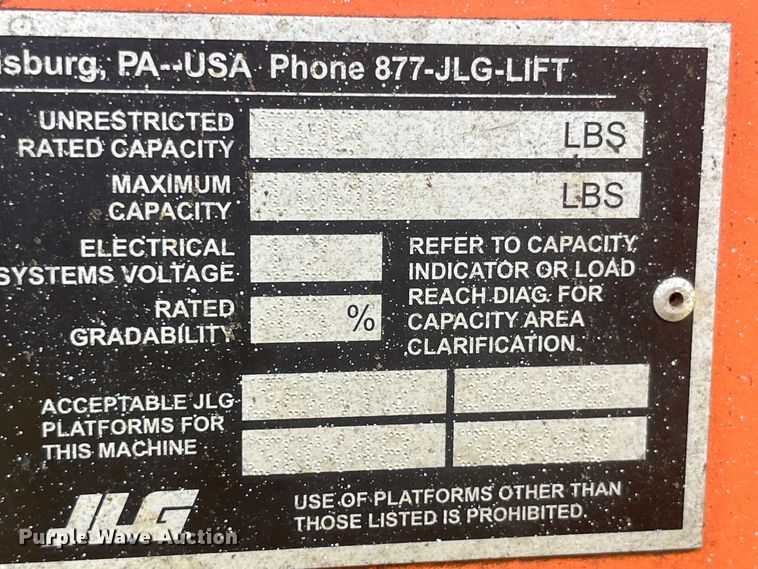 lsburg, PA--USA Phone 877-JLG-LIFT
UNRESTRICTED
RATED CAPACITY
LBS
MAXIMUM
CAPACITY
LBS
ELECTRICAL
SYSTEMS VOLTAGE
RATED
GRADABILITY
%
REFER TO CAPACITY
INDICATOR OR LOAD
REACH DIAG. FOR
CAPACITY AREA
CLARIFICATION.
ACCEPTABLE JLG
PLATFORMS FOR
THIS MACHINE
JLG
USE OF PLATFORMS OTHER THAN
THOSE LISTED IS PROHIBITED.
Purple Wave Auction